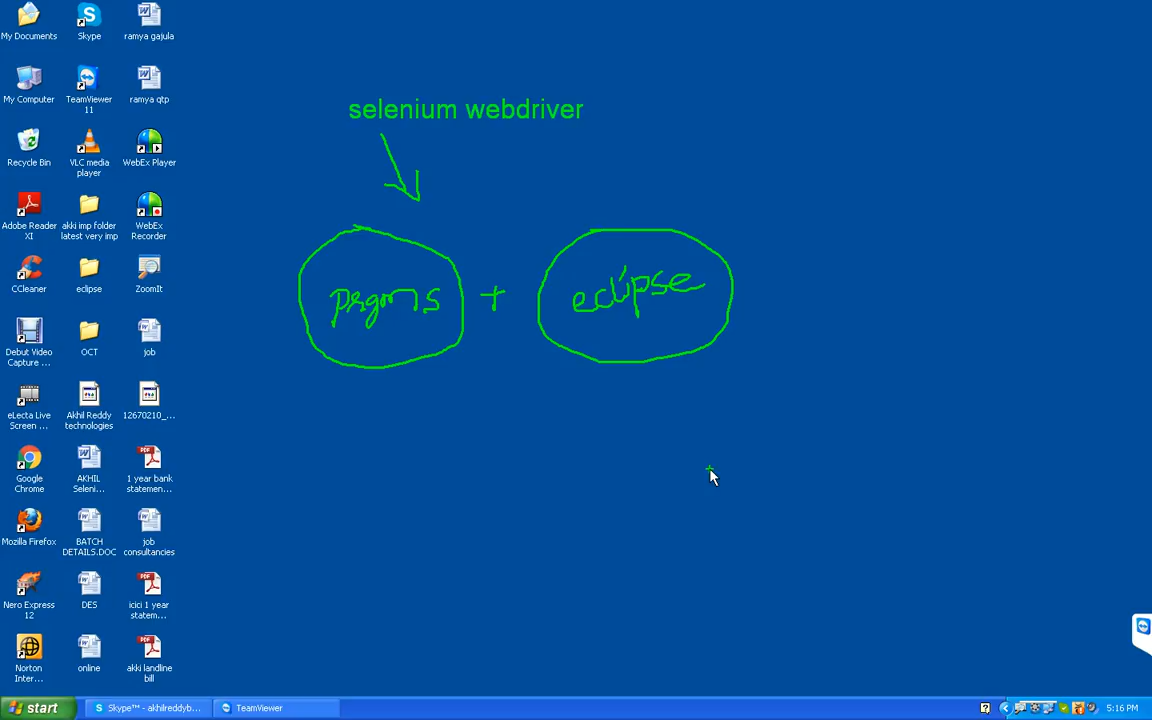 My Documents
Skype
ramya gajula
My Computer
TeamViewer
11
ramya qtp
Recycle Bin
VLC media
player
WebEx Player
Adobe Reader
XI
akki imp folder
latest very imp
WebEx
Recorder
CCleaner
eclipse
ZoomIt
Debut Video
Capture ...
OCT
job
eLecta Live
Screen ...
Akhil Reddy
technologies
12670210_...
Google
Chrome
AKHIL
Seleni...
1 year bank
statemen...
Mozilla Firefox
BATCH
DETAILS.DOC
job
consultancies
Nero Express
12
DES
icici 1 year
statem...
Norton
Inter...
online
akki landline
bill
selenium webdriver
+ eclipse
start
Skype™ - akhilreddyb...
TeamViewer
5:16 PM